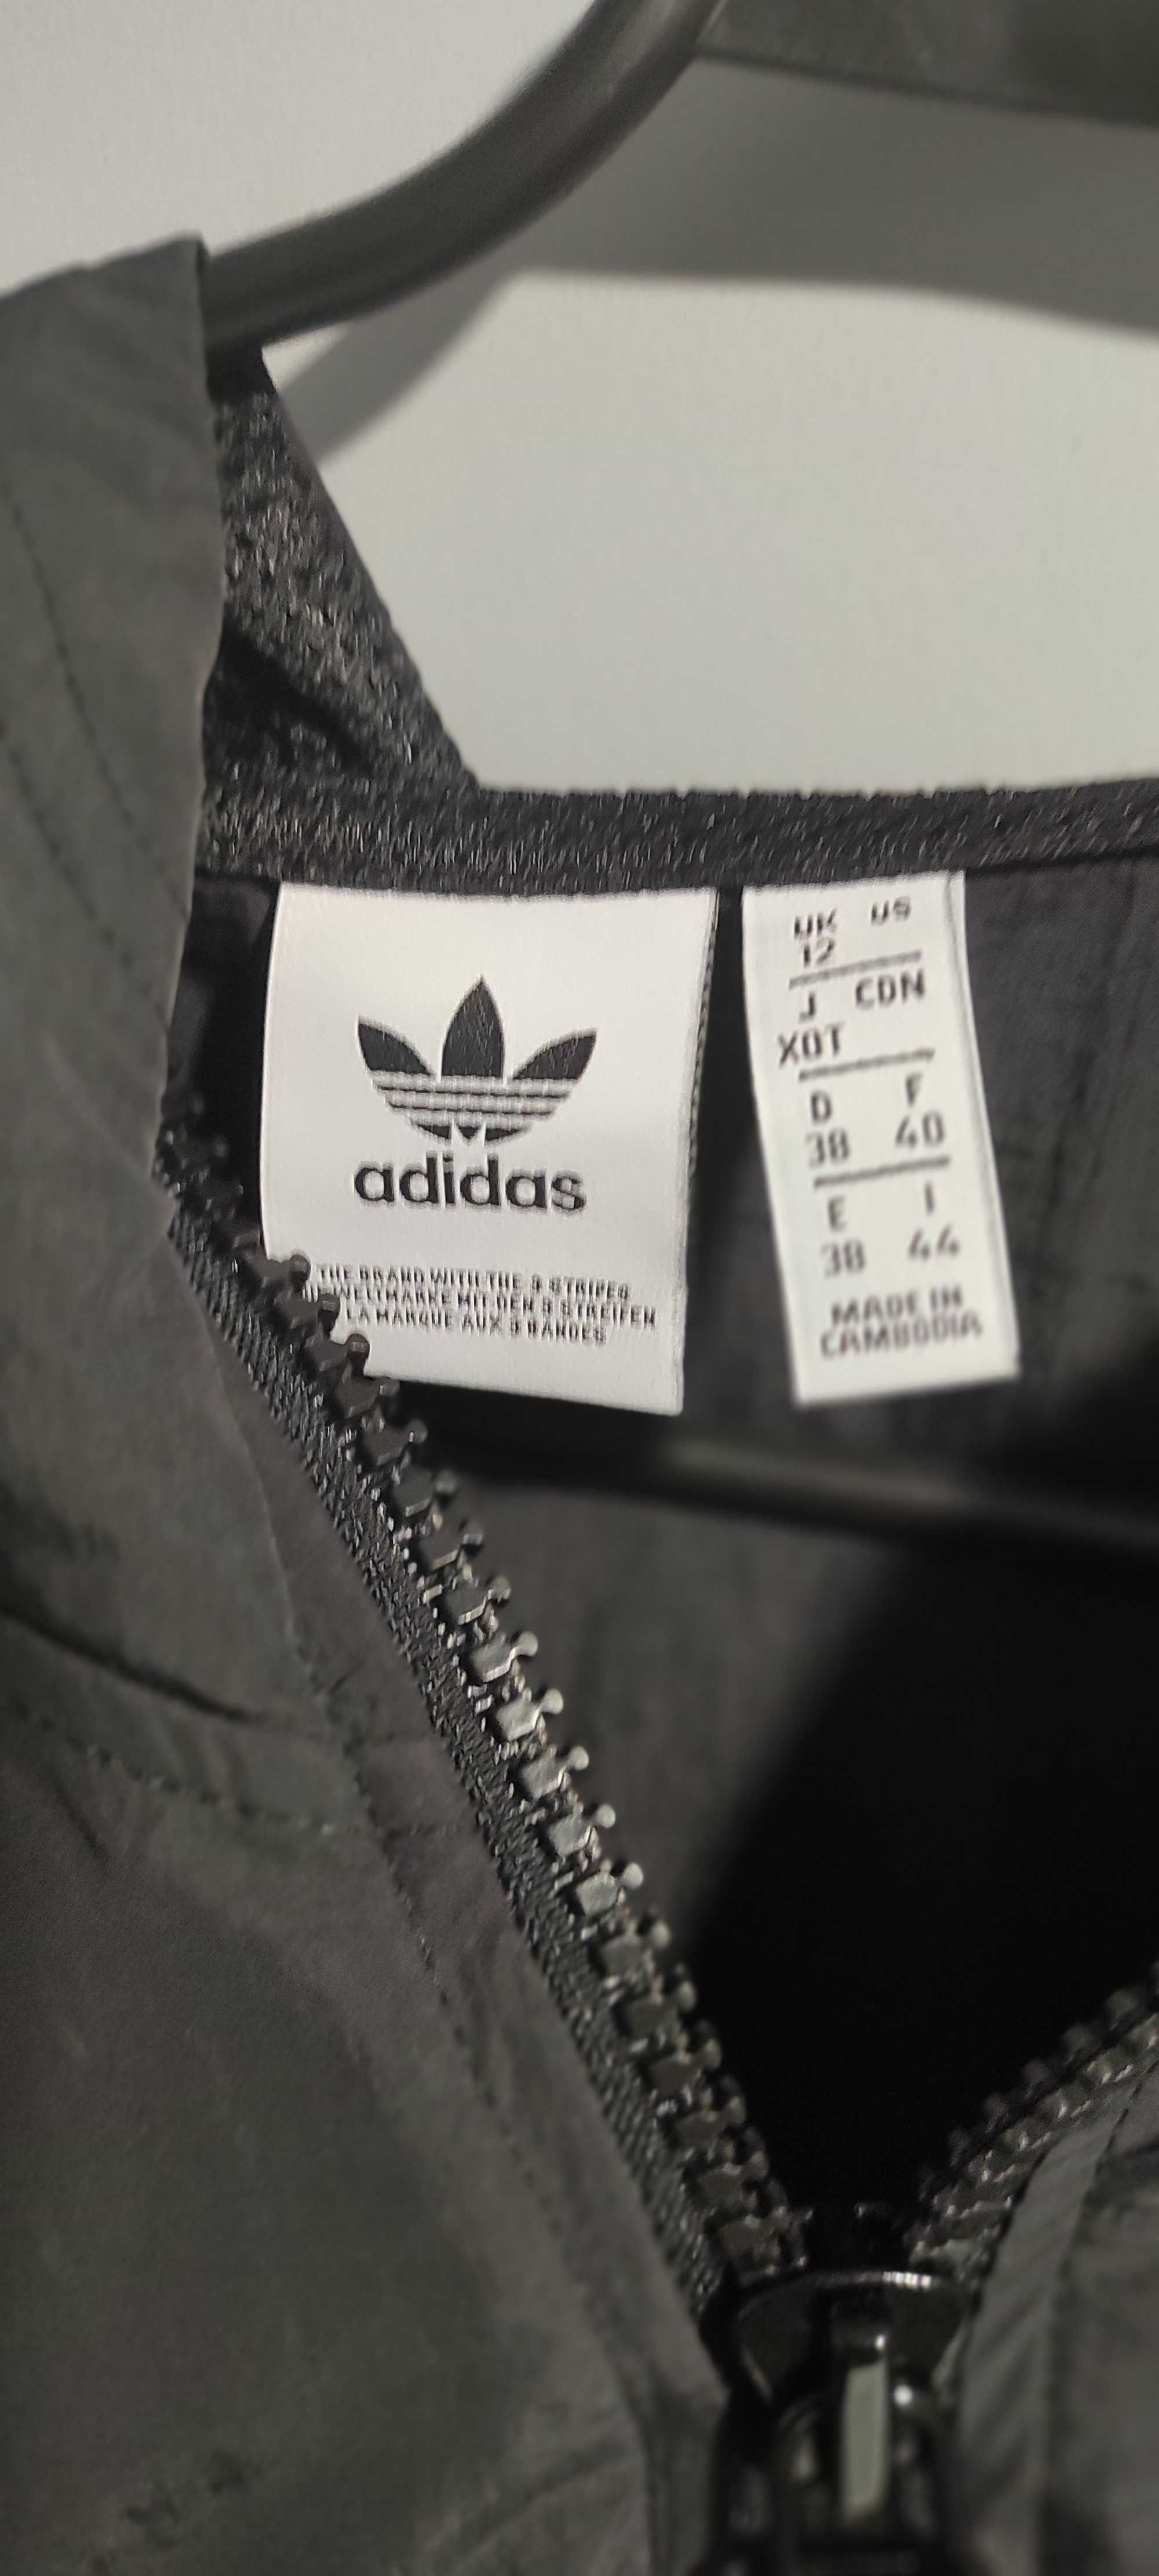 adidas
THE BRAND WITH THE 3 STRIPES
DIE WELTMARKE MIT DEN 3 STREIFEN
LA MARQUE AUX 3 BANDES
UK US
12
J CDN
XOT
D F
38 40
E I
38 44
MADE IN
CAMBODIA